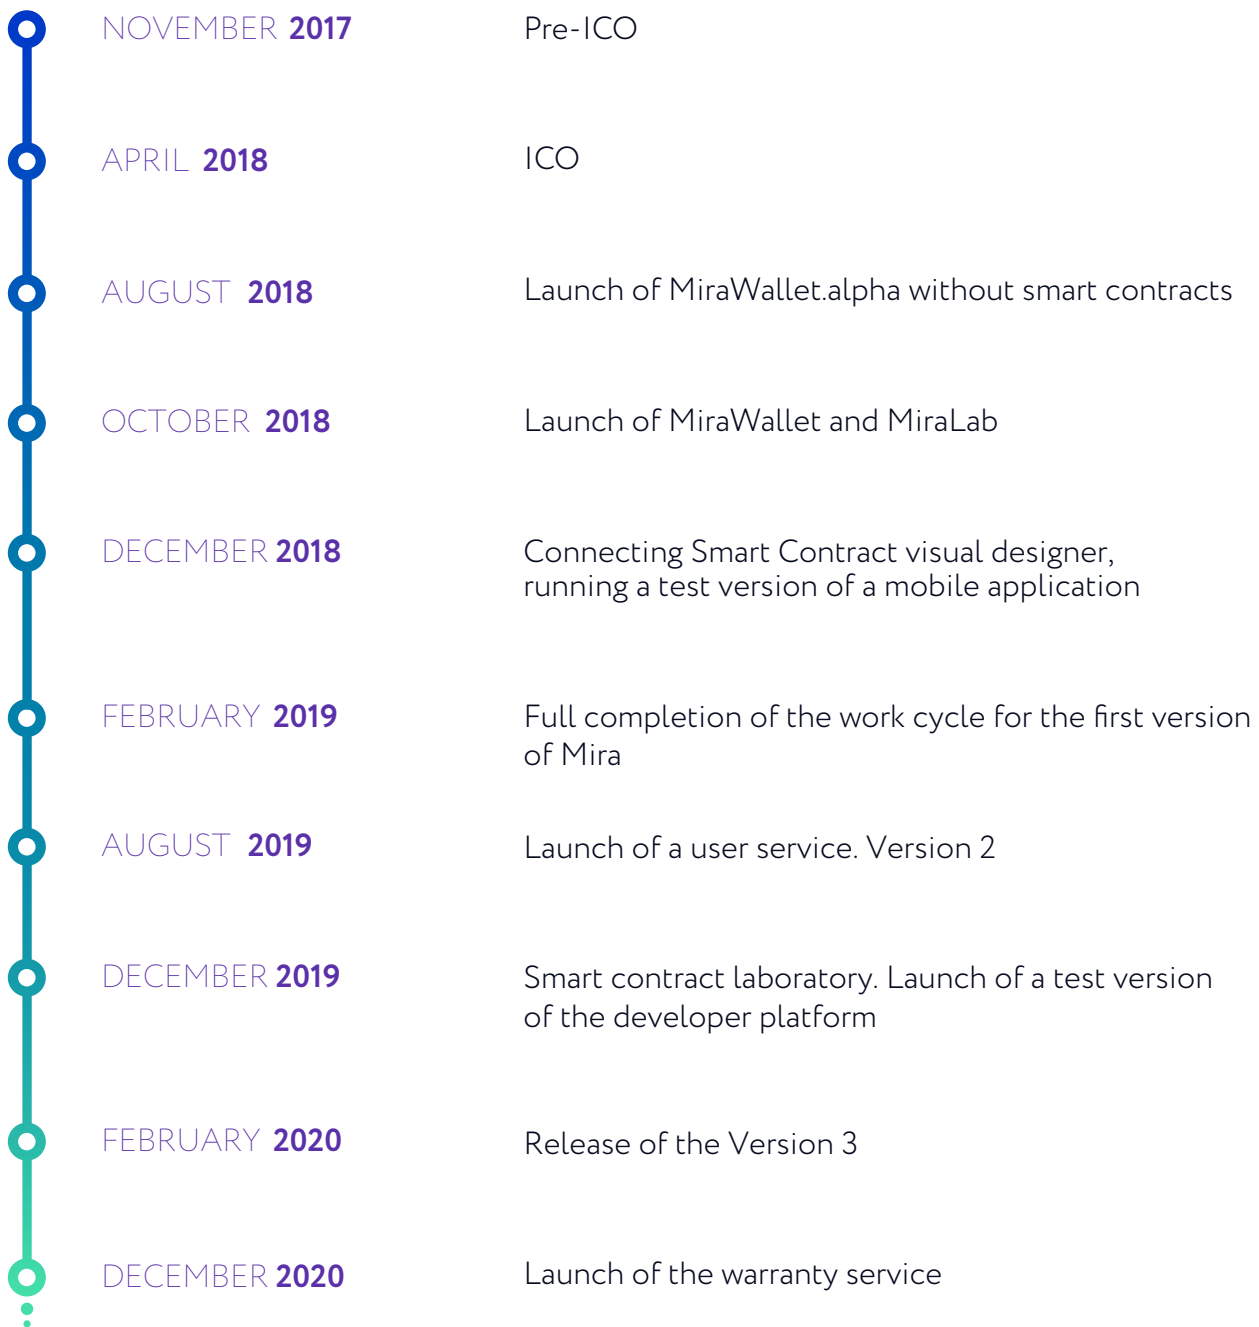 NOVEMBER 2017 Pre-ICO
APRIL 2018 ICO
AUGUST 2018 Launch of MiraWallet.alpha without smart contracts
OCTOBER 2018 Launch of MiraWallet and MiraLab
DECEMBER 2018 Connecting Smart Contract visual designer,
running a test version of a mobile application
FEBRUARY 2019 Full completion of the work cycle for the first version
of Mira
AUGUST 2019 Launch of a user service. Version 2
DECEMBER 2019 Smart contract laboratory. Launch of a test version
of the developer platform
FEBRUARY 2020 Release of the Version 3
DECEMBER 2020 Launch of the warranty service